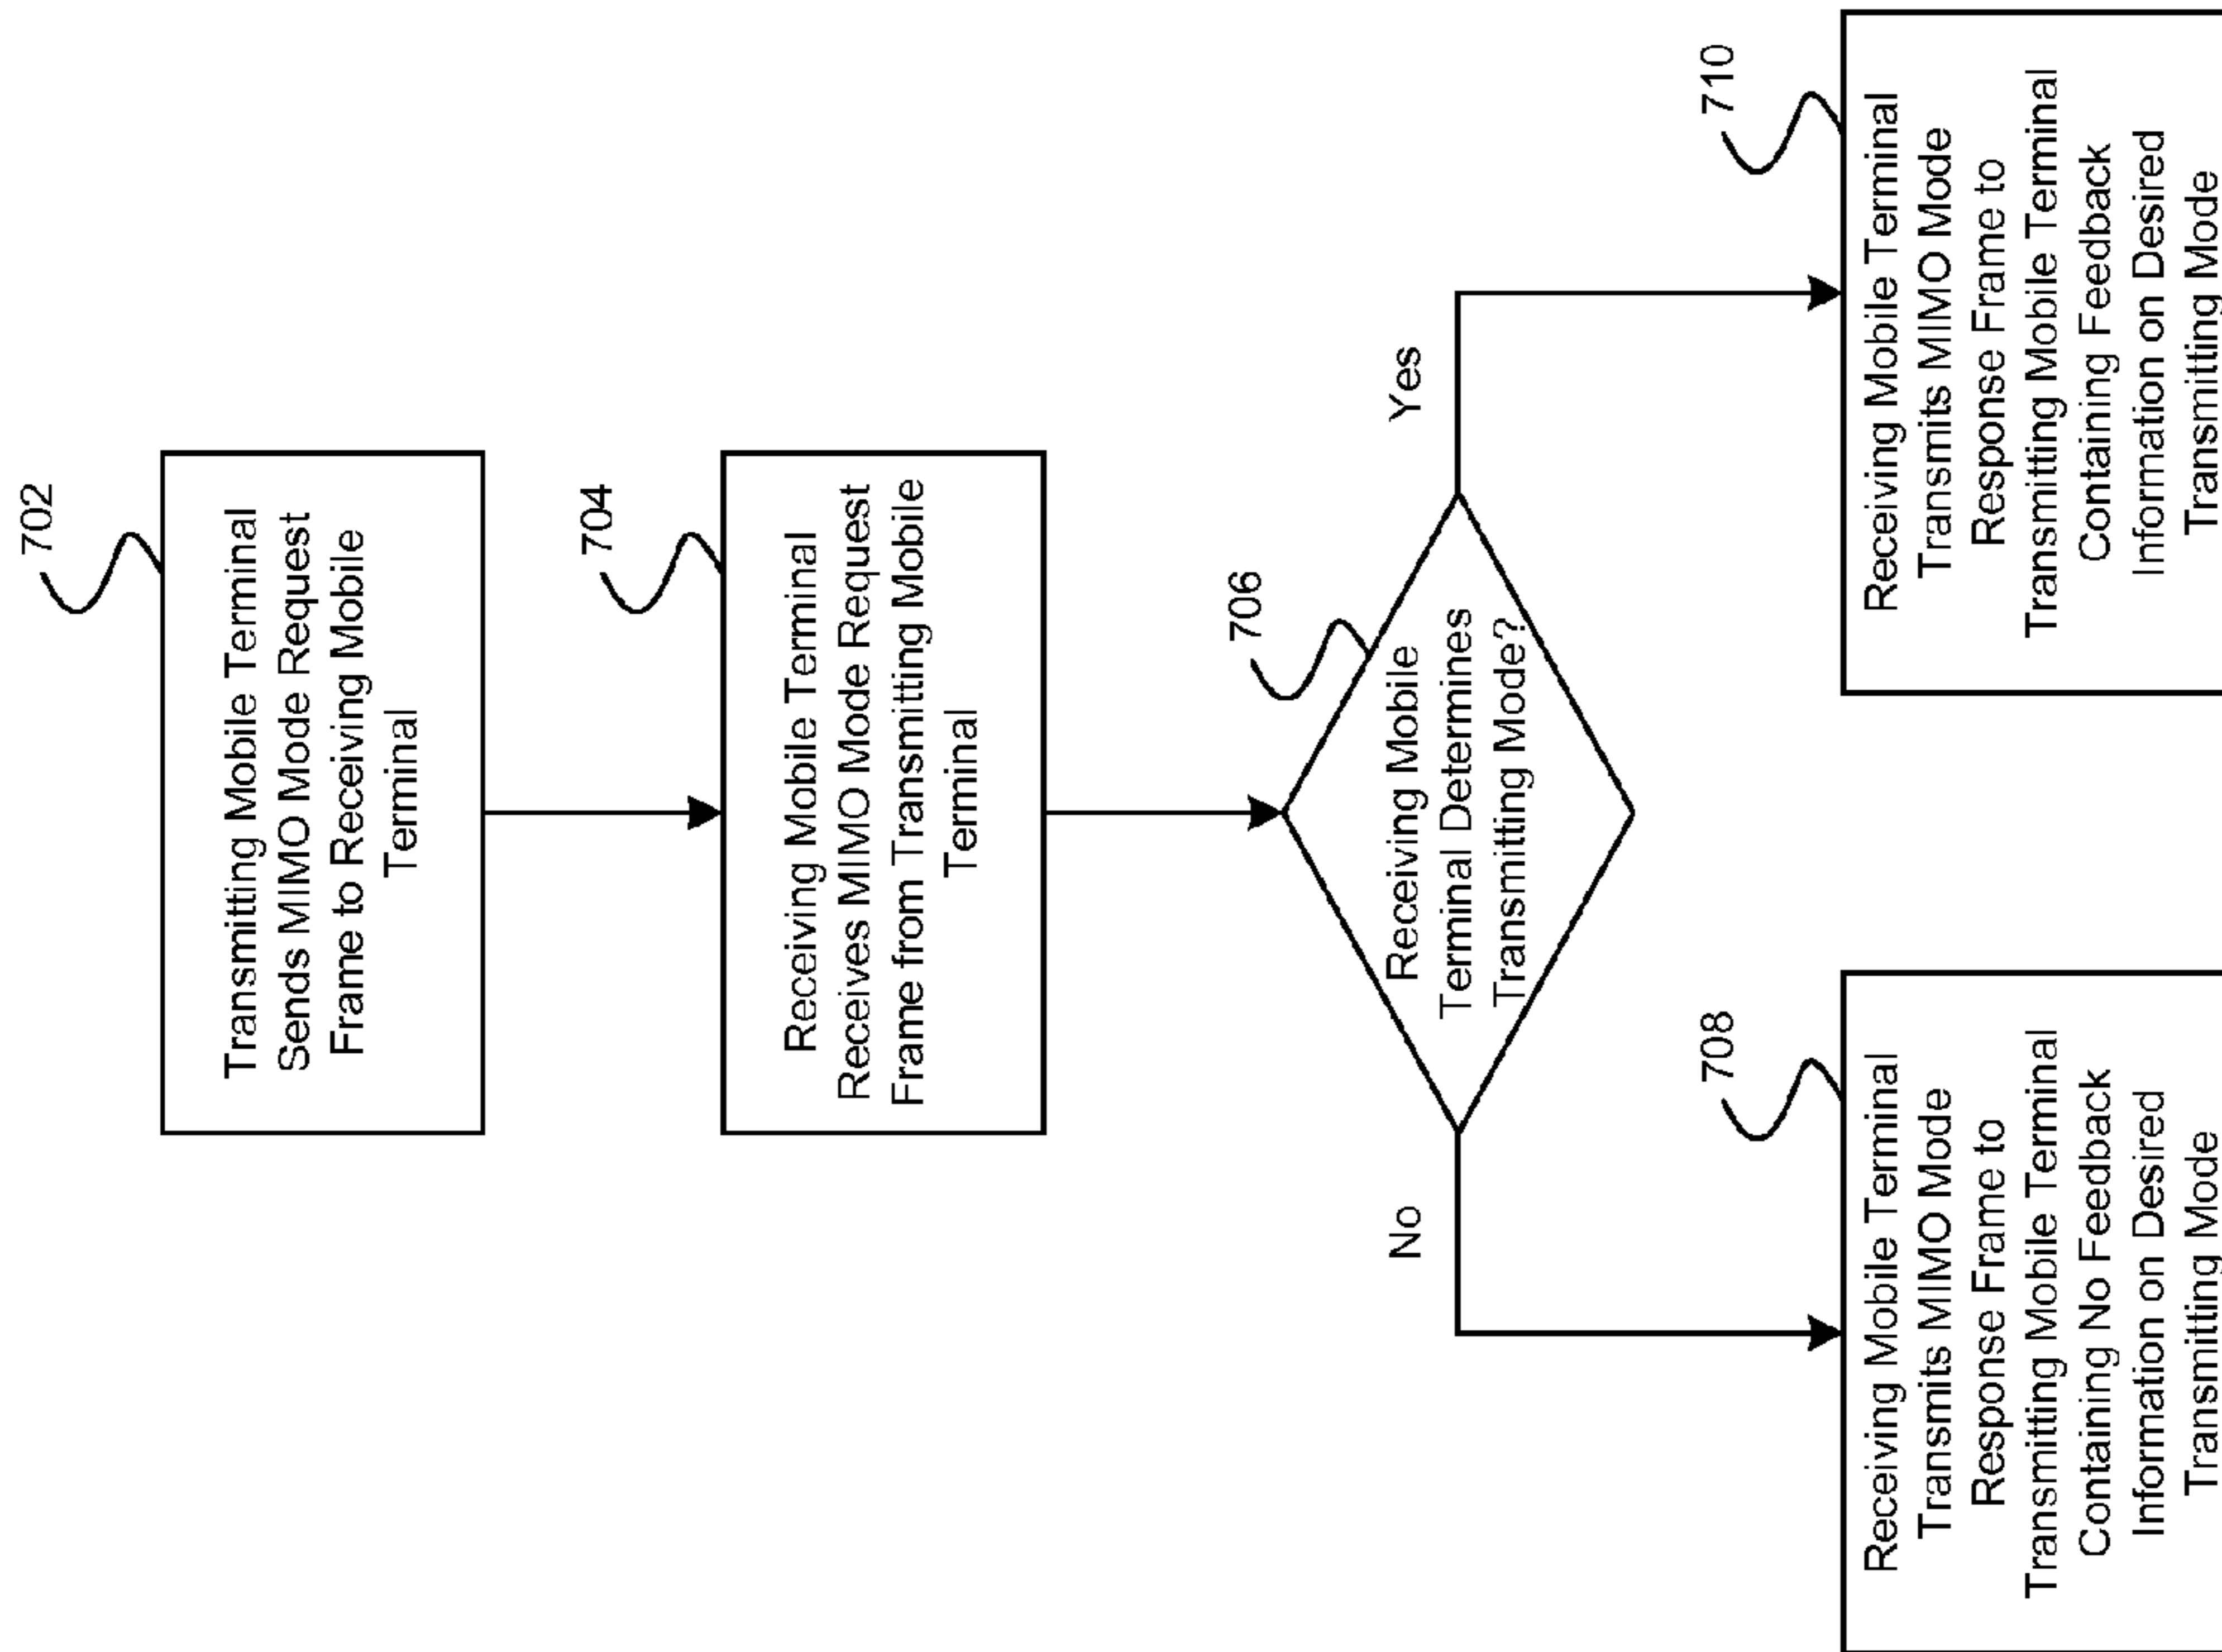 702
Transmitting Mobile Terminal
Sends MIMO Mode Request
Frame to Receiving Mobile
Terminal
704
Receiving Mobile Terminal
Receives MIMO Mode Request
Frame from Transmitting Mobile
Terminal
706
Receiving Mobile
Terminal Determines
Transmitting Mode?
No
Yes
708
Receiving Mobile Terminal
Transmits MIMO Mode
Response Frame to
Transmitting Mobile Terminal
Containing No Feedback
Information on Desired
Transmitting Mode
710
Receiving Mobile Terminal
Transmits MIMO Mode
Response Frame to
Transmitting Mobile Terminal
Containing Feedback
Information on Desired
Transmitting Mode